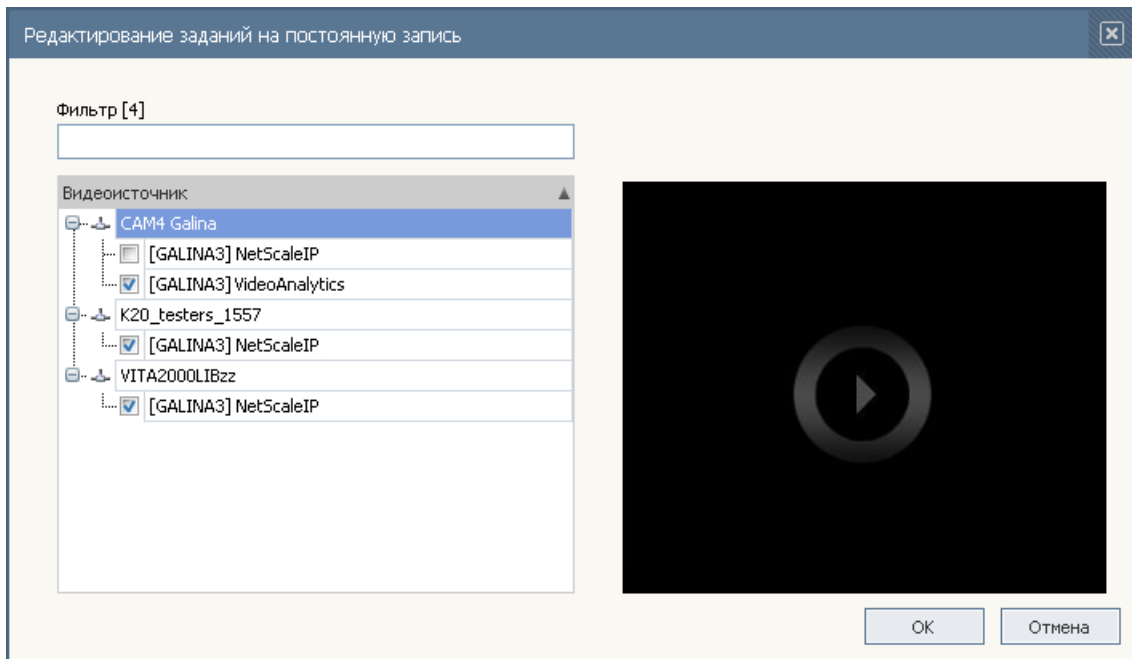 Редактирование заданий на постоянную запись
Фильтр [4]
Видеоисточник
CAM4 Galina
[GALINA3] NetScaleIP
[GALINA3] VideoAnalytics
K20_testers_1557
[GALINA3] NetScaleIP
VITA2000LIBzz
[GALINA3] NetScaleIP
OK
Отмена